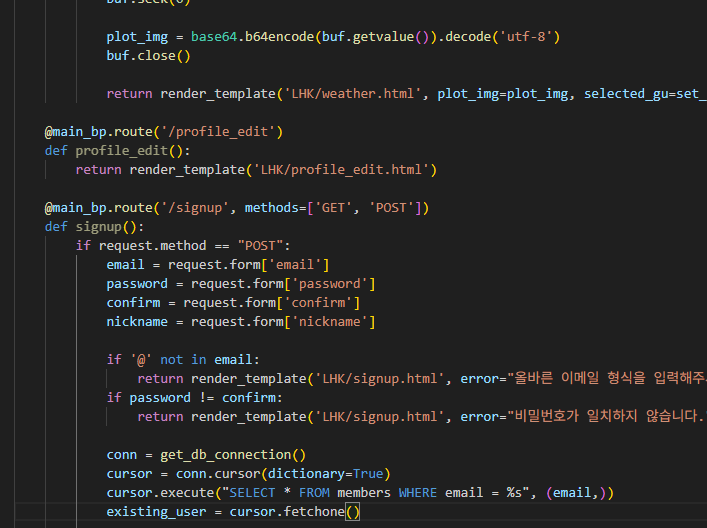 buf.seek(0)
plot_img = base64.b64encode(buf.getvalue()).decode('utf-8')
buf.close()
return render_template('LHK/weather.html', plot_img=plot_img, selected_gu=set_
@main_bp.route('/profile_edit')
def profile_edit():
return render_template('LHK/profile_edit.html')
@main_bp.route('/signup', methods=['GET', 'POST'])
def signup():
if request.method == "POST":
email = request.form['email']
password = request.form['password']
confirm = request.form['confirm']
nickname = request.form['nickname']
if '@' not in email:
return render_template('LHK/signup.html', error="올바른 이메일 형식을 입력해주
if password != confirm:
return render_template('LHK/signup.html', error="비밀번호가 일치하지 않습니다.
conn = get_db_connection()
cursor = conn.cursor(dictionary=True)
cursor.execute("SELECT * FROM members WHERE email = %s", (email,))
existing_user = cursor.fetchone()